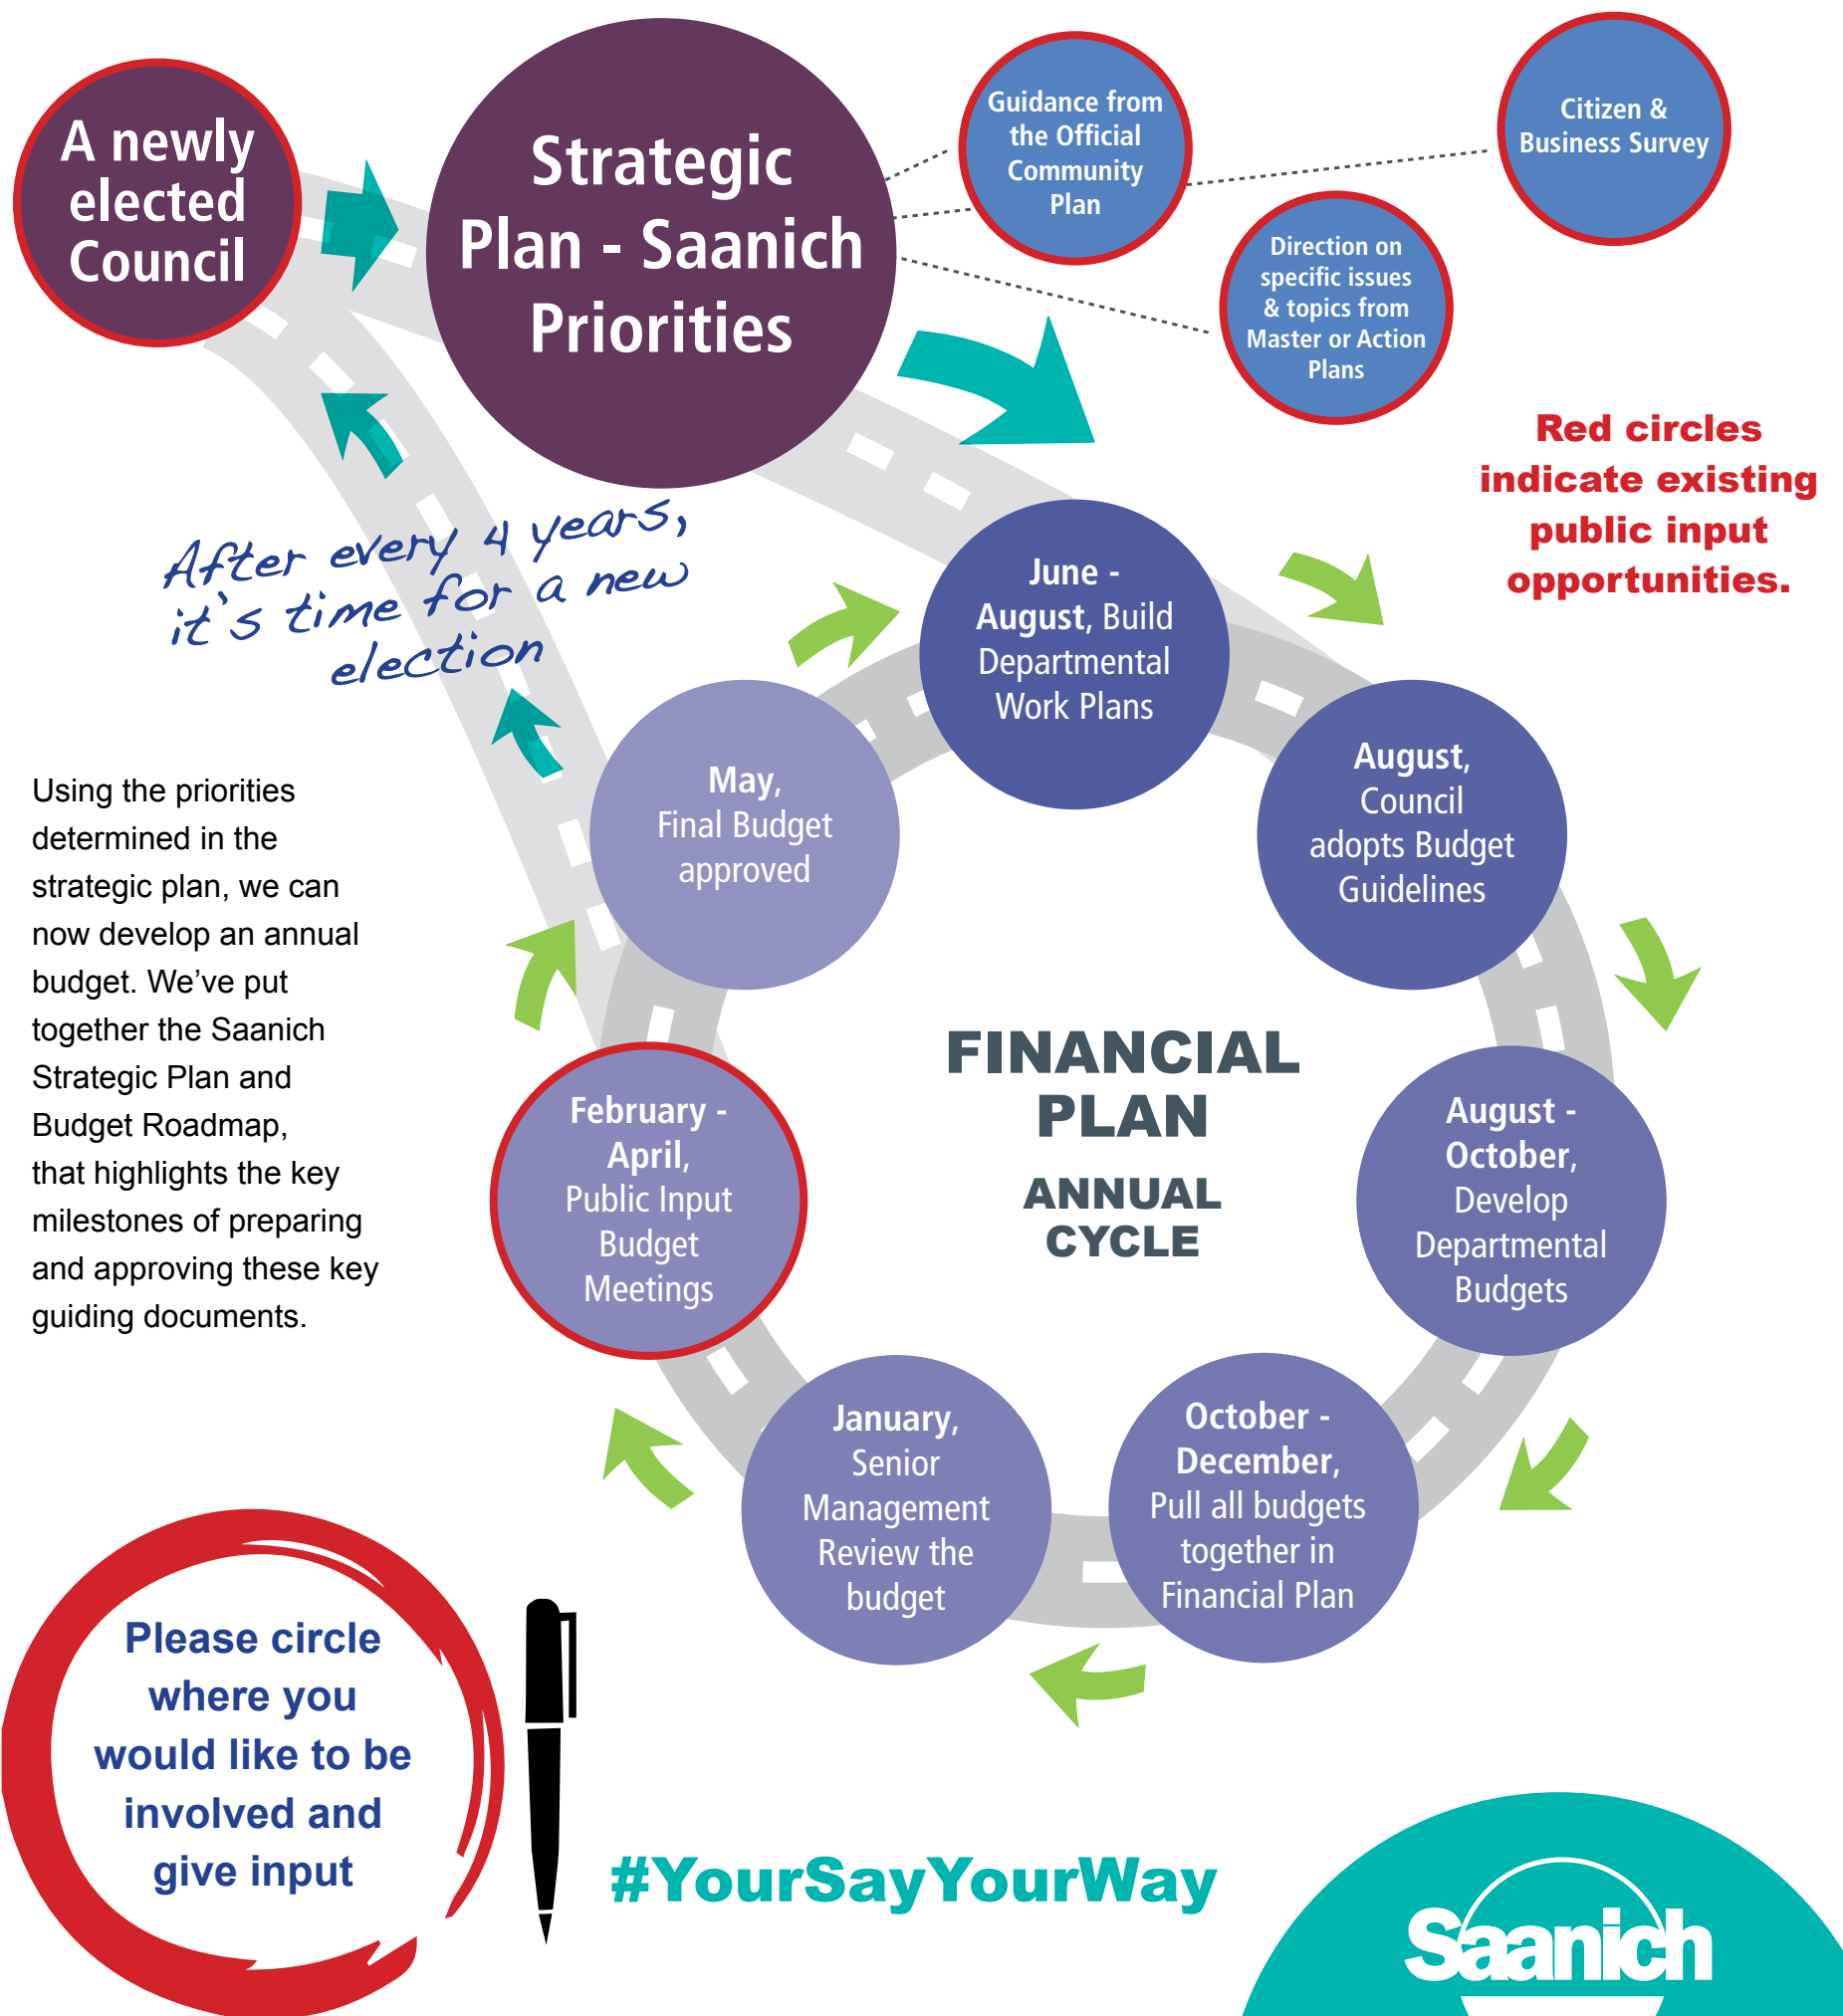 A newly
elected
Council
Strategic
Plan - Saanich
Priorities
Guidance from
the Official
Community
Plan
Citizen &
Business Survey
Direction on
specific issues
& topics from
Master or Action
Plans
Red circles
indicate existing
public input
opportunities.
After every 4 years,
it's time for a new
election
June -
August, Build
Departmental
Work Plans
May,
Final Budget
approved
August,
Council
adopts Budget
Guidelines
Using the priorities
determined in the
strategic plan, we can
now develop an annual
budget. We’ve put
together the Saanich
Strategic Plan and
Budget Roadmap,
that highlights the key
milestones of preparing
and approving these key
guiding documents.
FINANCIAL
PLAN
ANNUAL
CYCLE
February -
April,
Public Input
Budget
Meetings
August -
October,
Develop
Departmental
Budgets
January,
Senior
Management
Review the
budget
October -
December,
Pull all budgets
together in
Financial Plan
Please circle
where you
would like to be
involved and
give input
#YourSayYourWay
Saanich